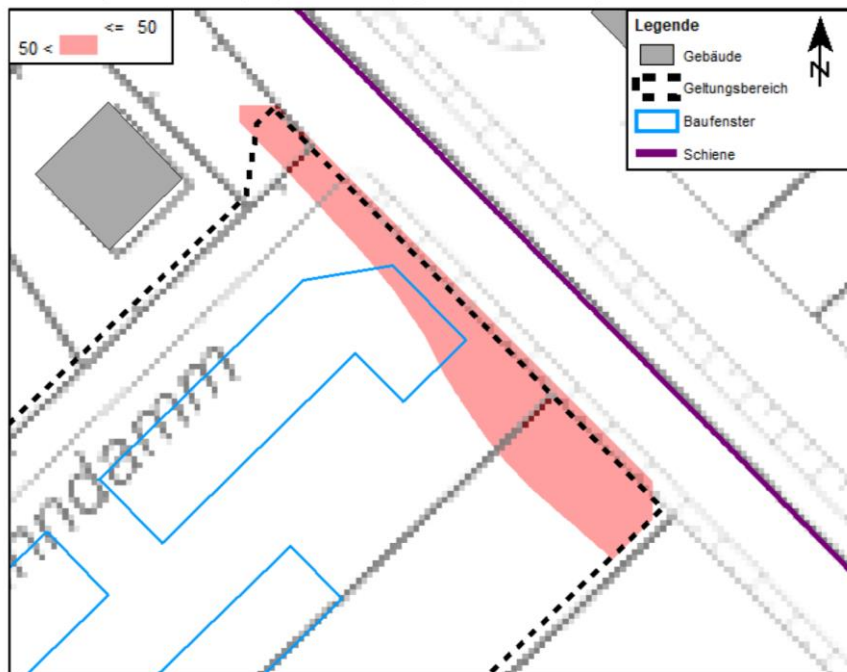 <= 50
50 <
Legende
N
Gebäude
Geltungsbereich
Baufenster
Schiene
ndamm